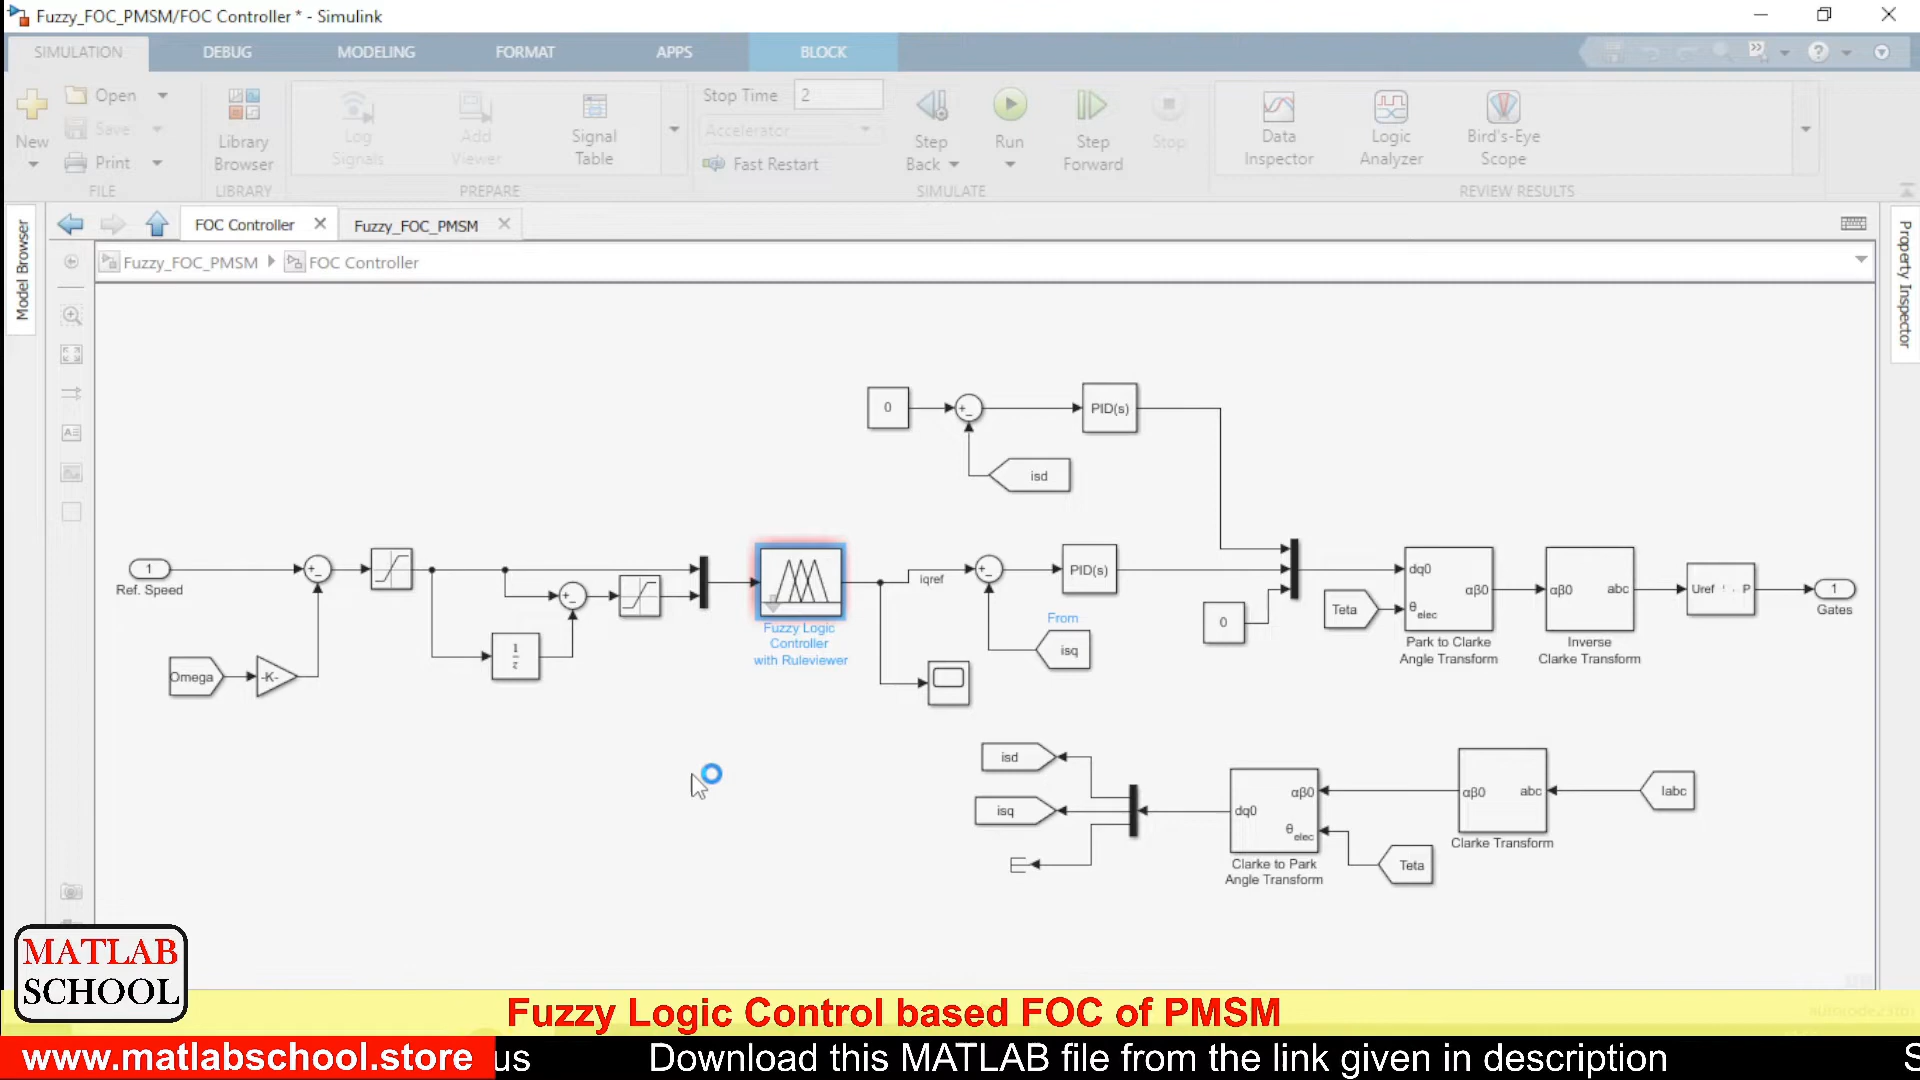 Fuzzy_FOC_PMSM/FOC Controller * - Simulink
SIMULATION
DEBUG
MODELING
FORMAT
APPS
BLOCK
New
Open
Save
Print
FILE
Library
Browser
LIBRARY
Log
Signals
Add
Viewer
Signal
Table
PREPARE
Stop Time
2
Accelerator
Fast Restart
Step
Back
Run
Step
Forward
Stop
SIMULATE
Data
Inspector
Logic
Analyzer
Bird's-Eye
Scope
REVIEW RESULTS
Model Browser
FOC Controller
Fuzzy_FOC_PMSM
Property Inspector
Fuzzy_FOC_PMSM
FOC Controller
0
+
_
PID(s)
isd
1
Ref. Speed
+
_
Omega
-K-
+
_
1
z
Fuzzy Logic
Controller
with Ruleviewer
iqref
+
_
PID(s)
From
isq
0
Teta
dq0
θelec
αβ0
Park to Clarke
Angle Transform
αβ0
abc
Inverse
Clarke Transform
Uref
P
1
Gates
isd
isq
dq0
αβ0
θelec
Clarke to Park
Angle Transform
Teta
αβ0
abc
Clarke Transform
Iabc
MATLAB
SCHOOL
Fuzzy Logic Control based FOC of PMSM
www.matlabschool.store
us
Download this MATLAB file from the link given in description
S